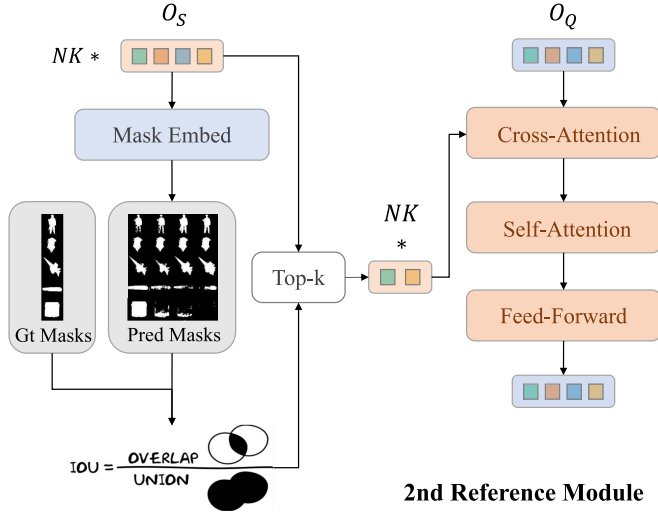 O_S
O_Q
NK *
Mask Embed
Cross-Attention
NK
*
Self-Attention
Top-k
Gt Masks
Pred Masks
Feed-Forward
IOU = OVERLAP
UNION
2nd Reference Module